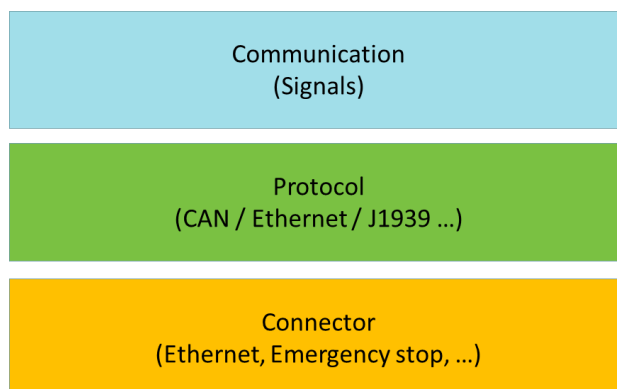 Communication
(Signals)
Protocol
(CAN / Ethernet / J1939 ...)
Connector
(Ethernet, Emergency stop, ...)